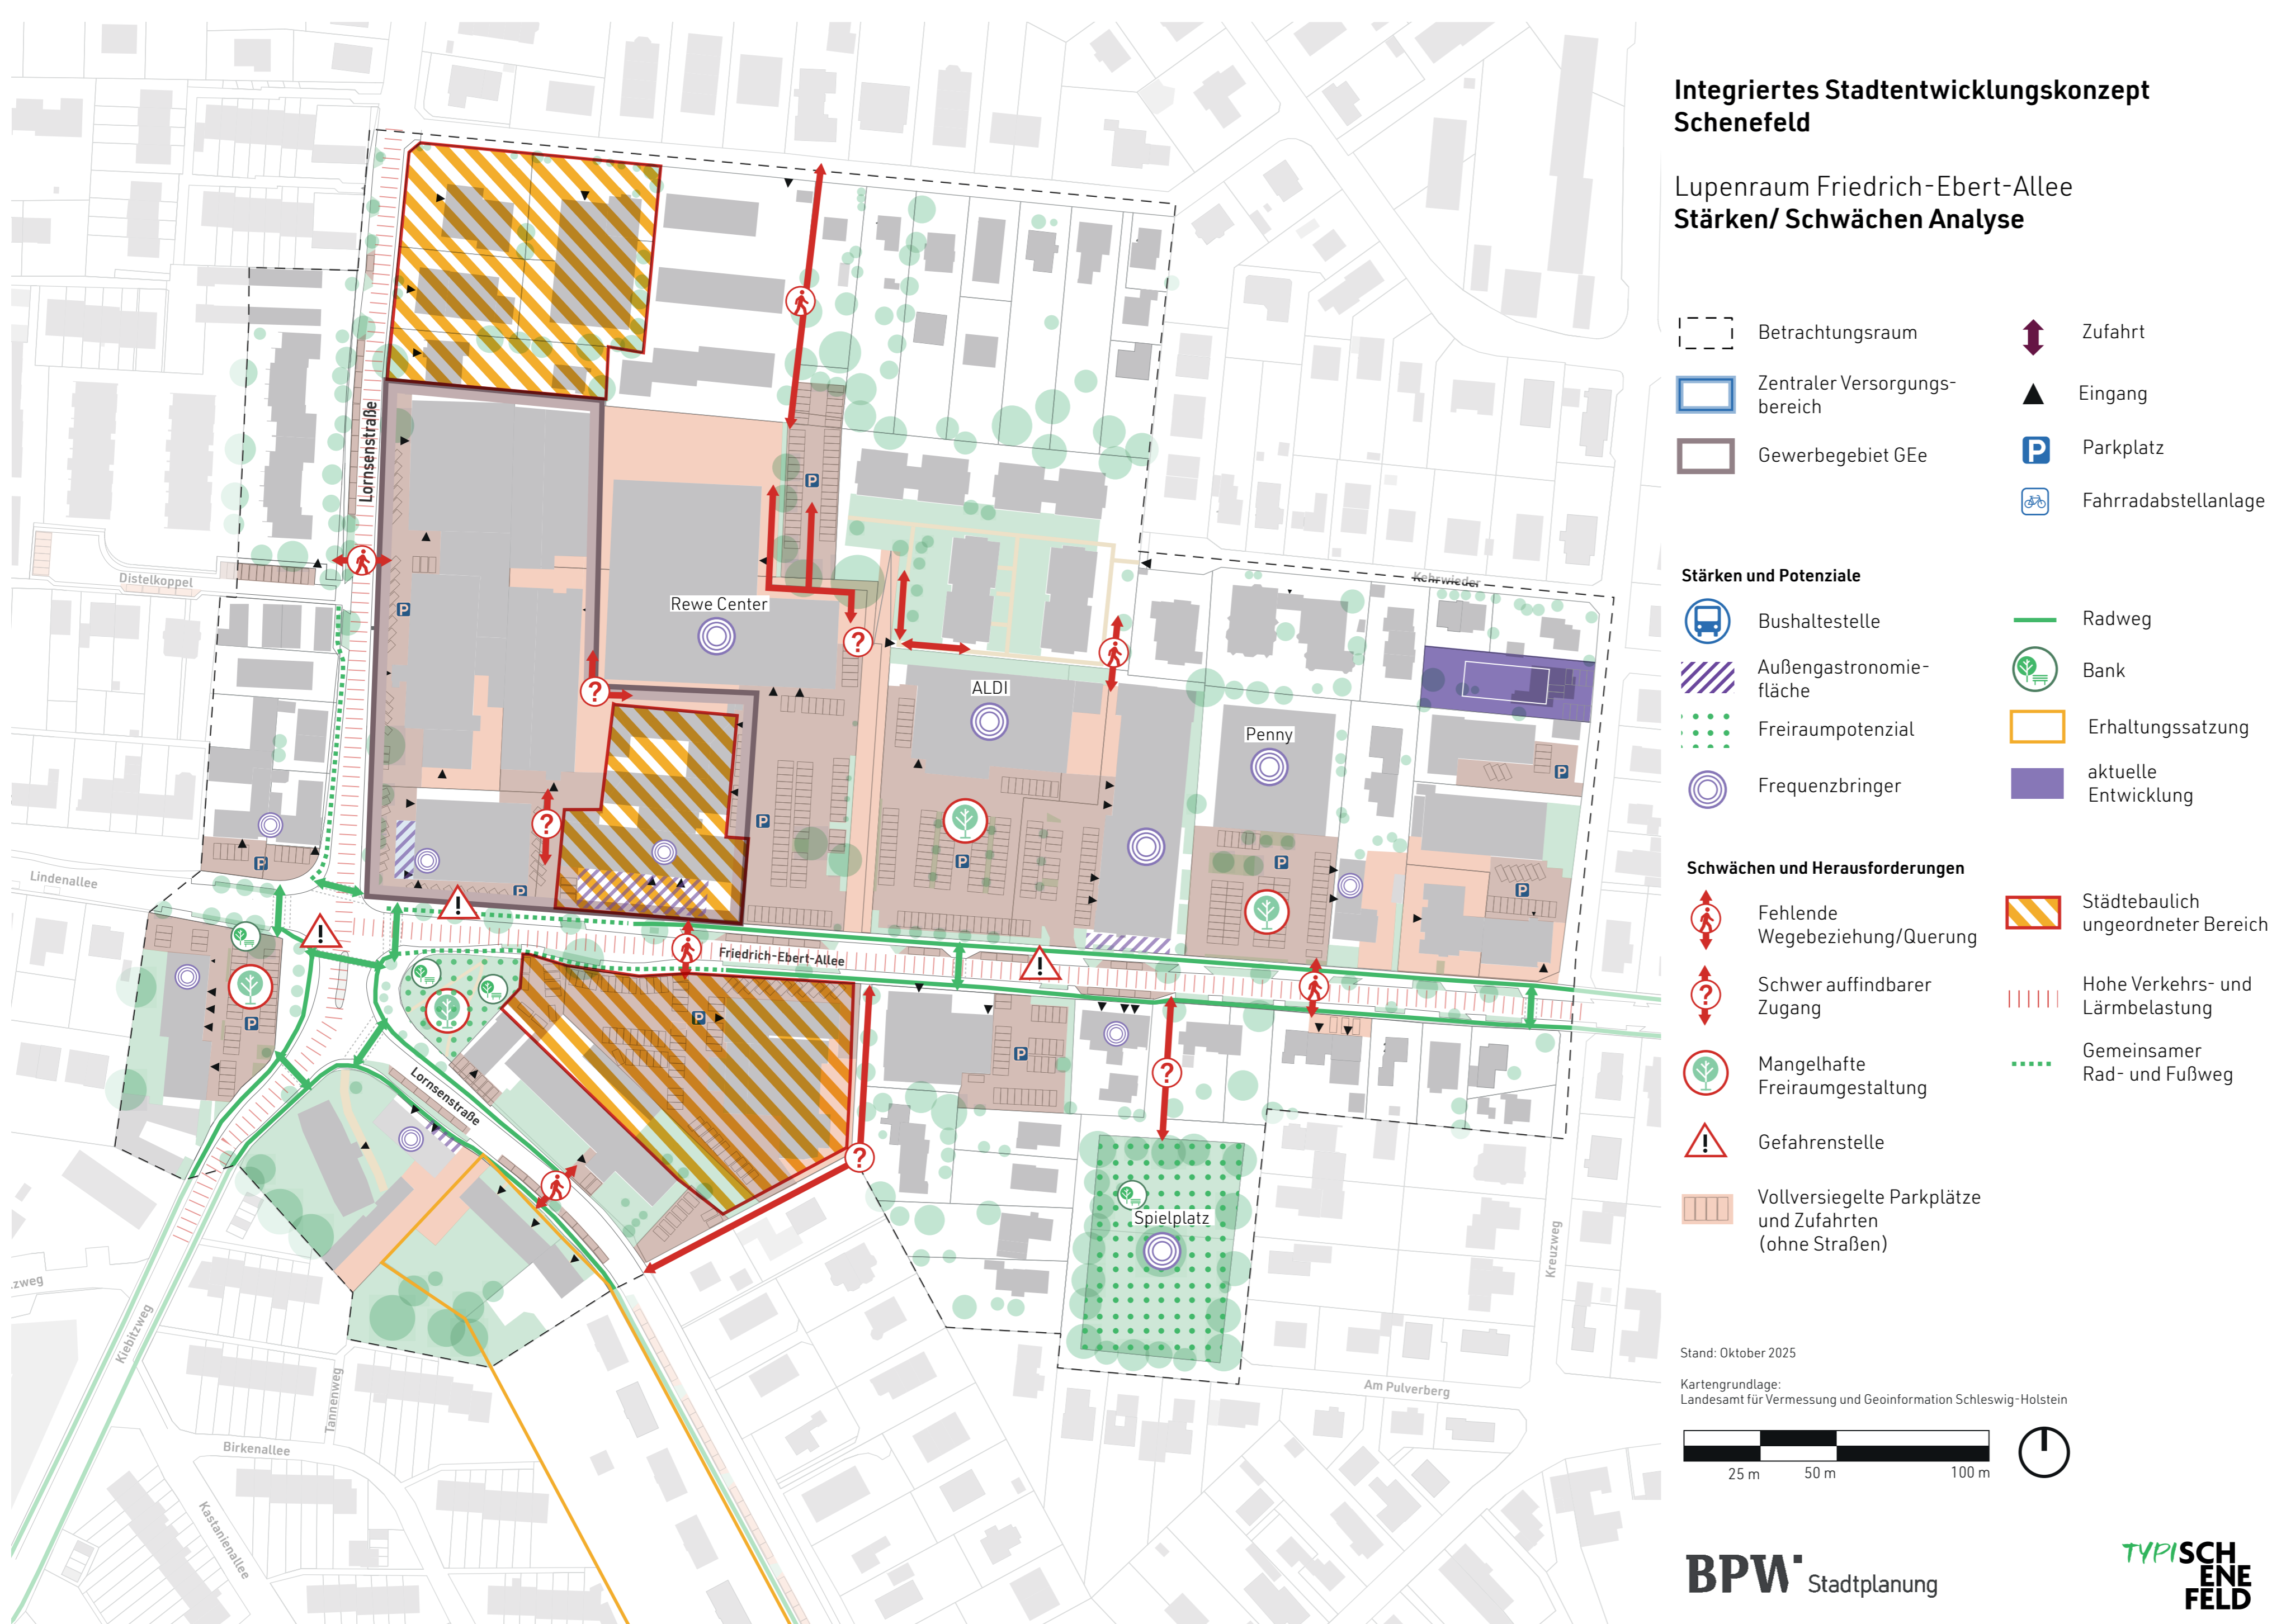 Integriertes Stadtentwicklungskonzept
Schenefeld
Lupenraum Friedrich-Ebert-Allee
Stärken/ Schwächen Analyse
Betrachtungsraum
Zentraler Versorgungs-
bereich
Gewerbegebiet GEe
Zufahrt
Eingang
P
Parkplatz
Fahrradabstellanlage
Stärken und Potenziale
Bushaltestelle
Außengastronomie-
fläche
Freiraumpotenzial
Frequenzbringer
Radweg
Bank
Erhaltungssatzung
aktuelle
Entwicklung
Schwächen und Herausforderungen
Fehlende
Wegebeziehung/Querung
?
Schwer auffindbarer
Zugang
Mangelhafte
Freiraumgestaltung
!
Gefahrenstelle
Vollversiegelte Parkplätze
und Zufahrten
(ohne Straßen)
Städtebaulich
ungeordneter Bereich
Hohe Verkehrs- und
Lärmbelastung
Gemeinsamer
Rad- und Fußweg
Stand: Oktober 2025
Kartengrundlage:
Landesamt für Vermessung und Geoinformation Schleswig-Holstein
25 m
50 m
100 m
BPW Stadtplanung
TYPISCH
ENE
FELD
Lornsenstraße
Distelkoppel
Rewe Center
ALDI
Penny
Kehrwieder
Lindenallee
Friedrich-Ebert-Allee
Lornsenstraße
Spielplatz
Kreuzweg
Am Pulverberg
zweg
Kiebitzweg
Tannenweg
Birkenallee
Kastanienallee
P
P
P
P
P
P
P
P
P
P
P
P
?
?
?
?
?
!
!
!